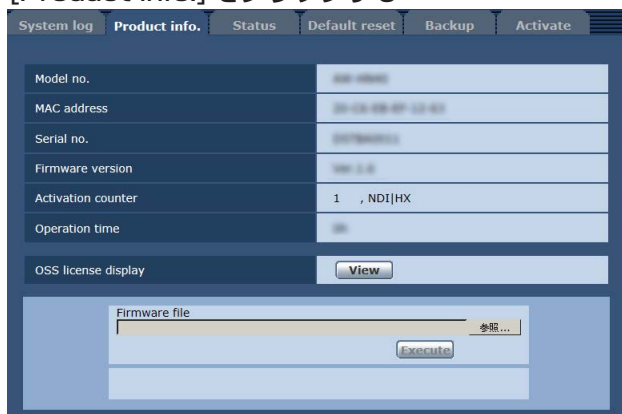 [Product info.] をクリックする
System log Product info. Status Default reset Backup Activate
Model no.
MAC address
Serial no.
Firmware version
Activation counter 1 , NDI|HX
Operation time
OSS license display View
Firmware file
参照...
Execute